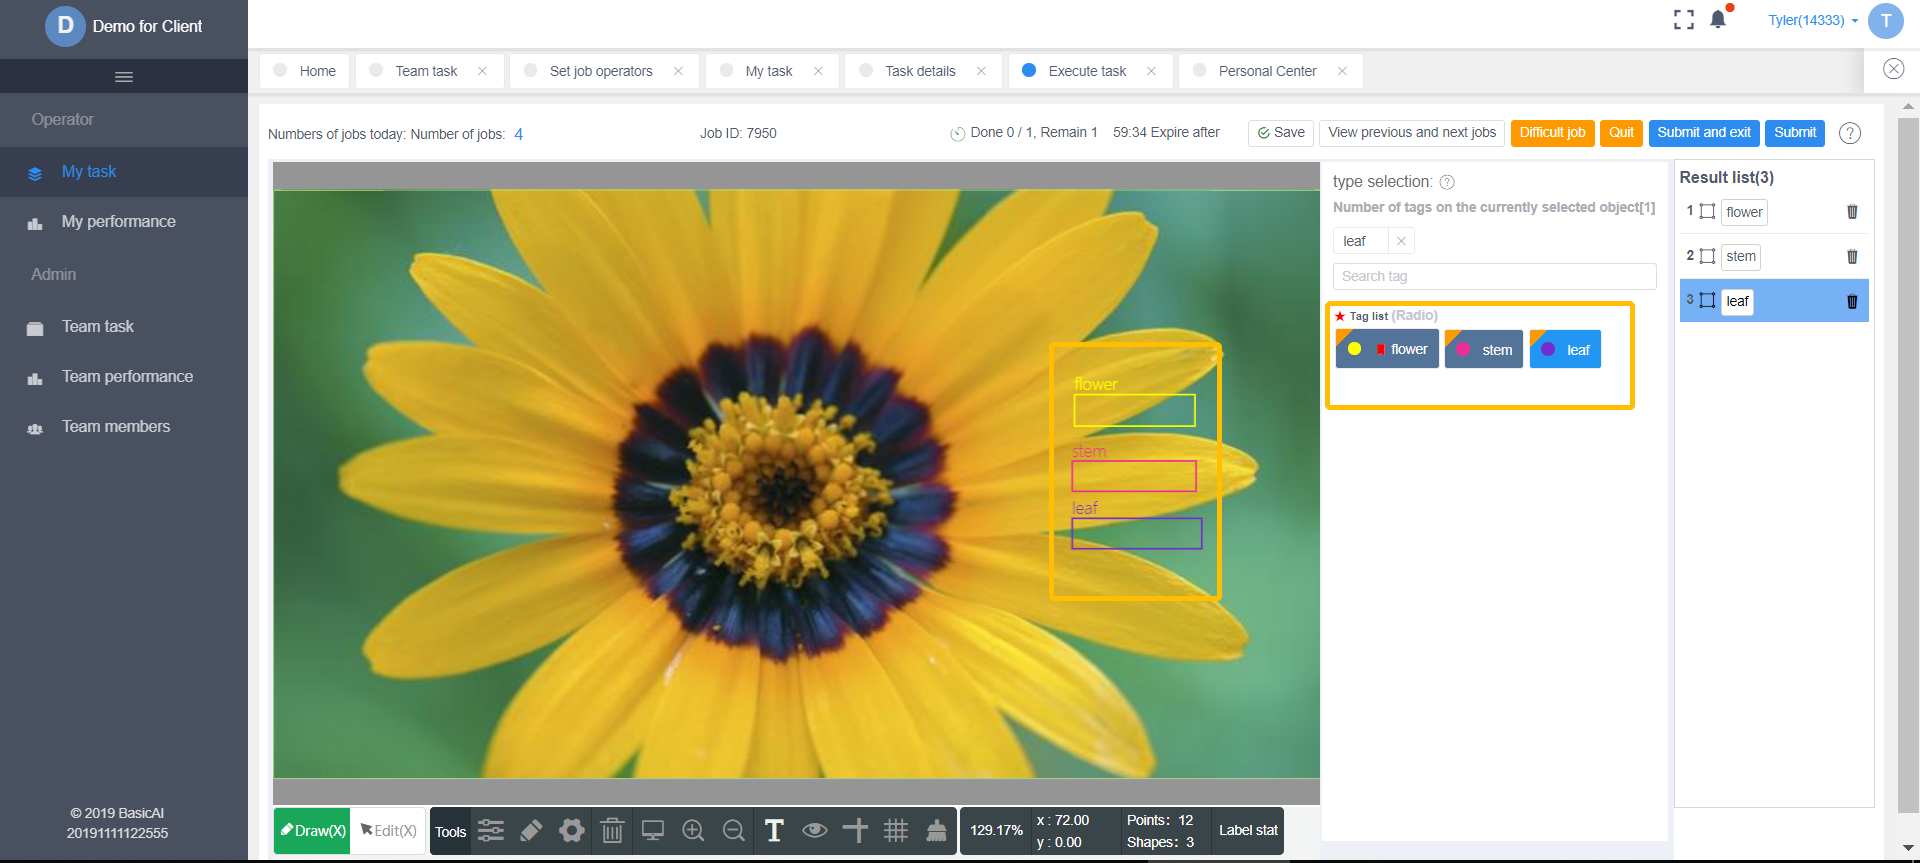 D Demo for Client
Tyler(14333) T
Home Team task Set job operators My task Task details Execute task Personal Center
Operator
My task
My performance
Admin
Team task
Team performance
Team members
© 2019 BasicAI
20191111122555
Numbers of jobs today: Number of jobs: 4 Job ID: 7950 Done 0 / 1, Remain 1 59:34 Expire after Save View previous and next jobs Difficult job Quit Submit and exit Submit ?
flower
stem
leaf
type selection: ?
Number of tags on the currently selected object[1]
leaf
Search tag
Tag list (Radio)
flower stem leaf
Result list(3)
1 flower
2 stem
3 leaf
Draw(X) Edit(X) Tools T 129.17% x : 72.00 Points: 12 Label stat
y : 0.00 Shapes: 3